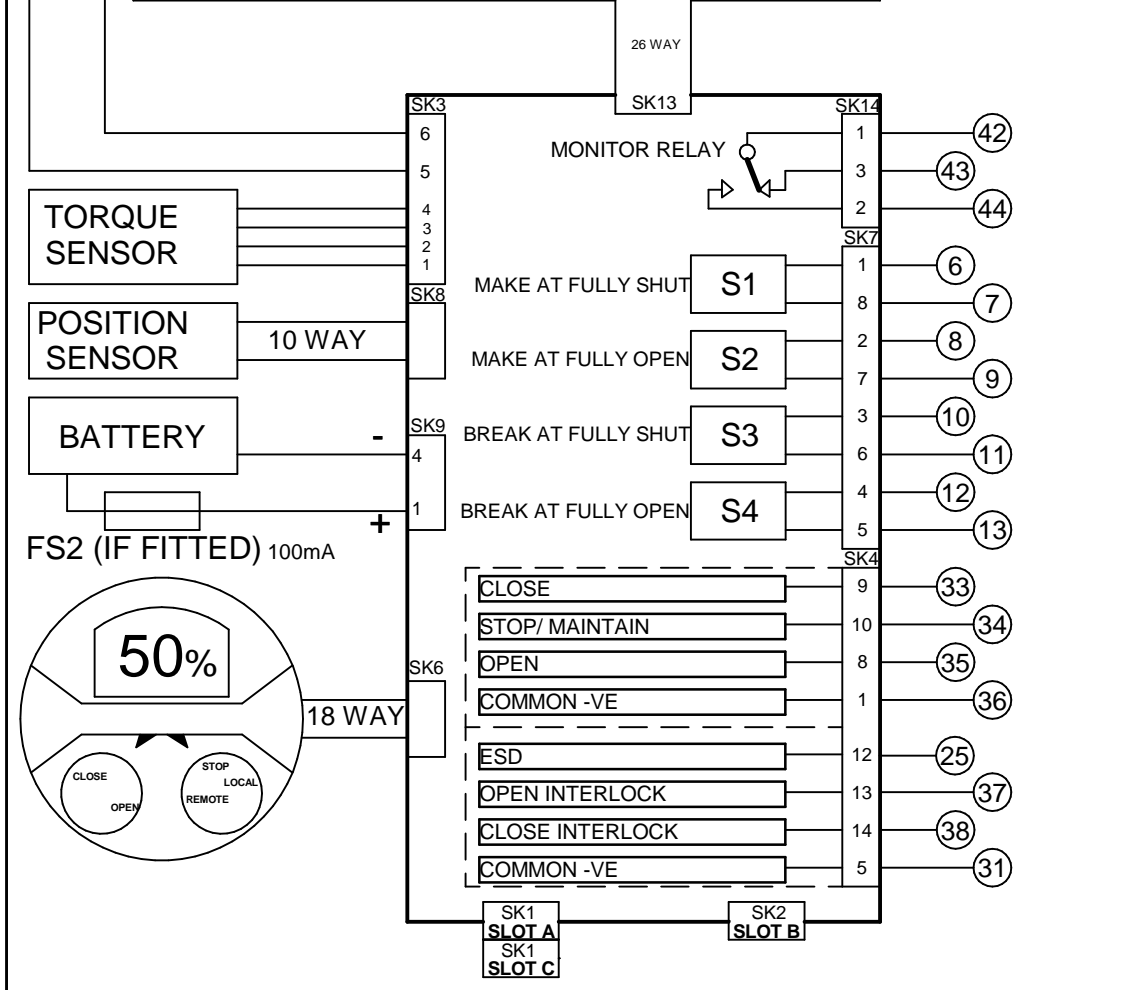 26 WAY
SK13
SK3
6
5
4
3
2
1
SK14
MONITOR RELAY
1
42
3
43
2
44
TORQUE
SENSOR
SK7
MAKE AT FULLY SHUT
S1
1
6
8
7
SK8
POSITION
SENSOR
10 WAY
MAKE AT FULLY OPEN
S2
2
8
7
9
BATTERY
-
+
SK9
4
1
BREAK AT FULLY SHUT
S3
3
10
6
11
BREAK AT FULLY OPEN
S4
4
12
5
13
FS2 (IF FITTED) 100mA
SK4
CLOSE
9
33
STOP/ MAINTAIN
10
34
OPEN
8
35
COMMON -VE
1
36
ESD
12
25
OPEN INTERLOCK
13
37
CLOSE INTERLOCK
14
38
COMMON -VE
5
31
50%
SK6
18 WAY
CLOSE
OPEN
STOP
LOCAL
REMOTE
SK1
SLOT A
SK1
SLOT C
SK2
SLOT B